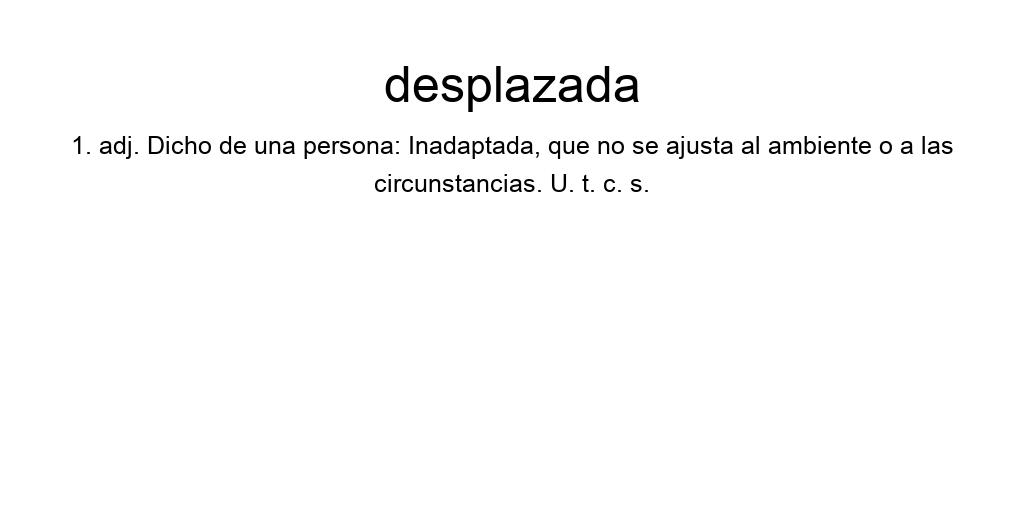 desplazada
1. adj. Dicho de una persona: Inadaptada, que no se ajusta al ambiente o a las
circunstancias. U. t. c. s.